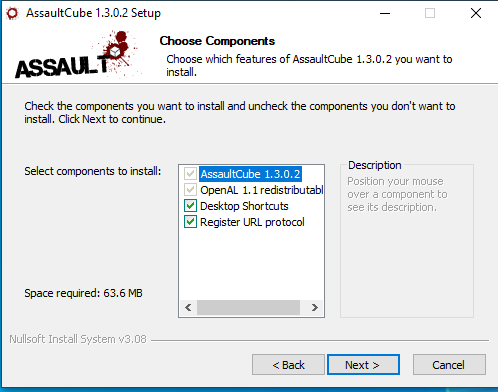 AssaultCube 1.3.0.2 Setup
ASSAULT
Choose Components
Choose which features of AssaultCube 1.3.0.2 you want to
install.
Check the components you want to install and uncheck the components you don't want to
install. Click Next to continue.
Select components to install:
AssaultCube 1.3.0.2
OpenAL 1.1 redistributabl
Desktop Shortcuts
Register URL protocol
Description
Position your mouse
over a component to
see its description.
Space required: 63.6 MB
Nullsoft Install System v3.08
< Back
Next >
Cancel